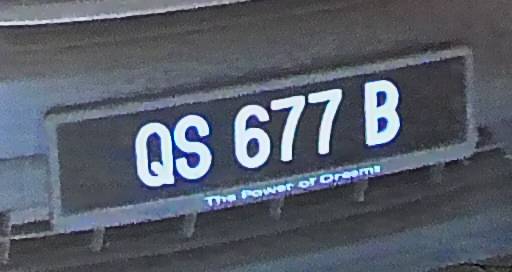 QS 677 B
The Power of Dreams